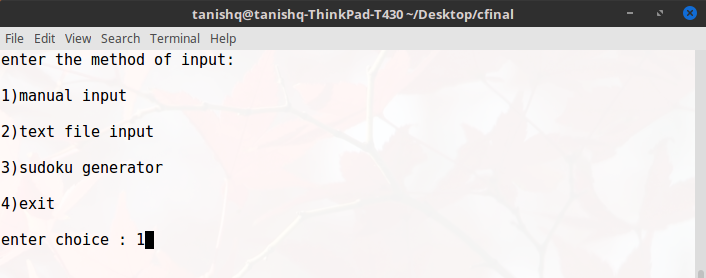 tanishq@tanishq-ThinkPad-T430 ~/Desktop/cfinal
File Edit View Search Terminal Help
enter the method of input:
1)manual input
2)text file input
3)sudoku generator
4)exit
enter choice : 1